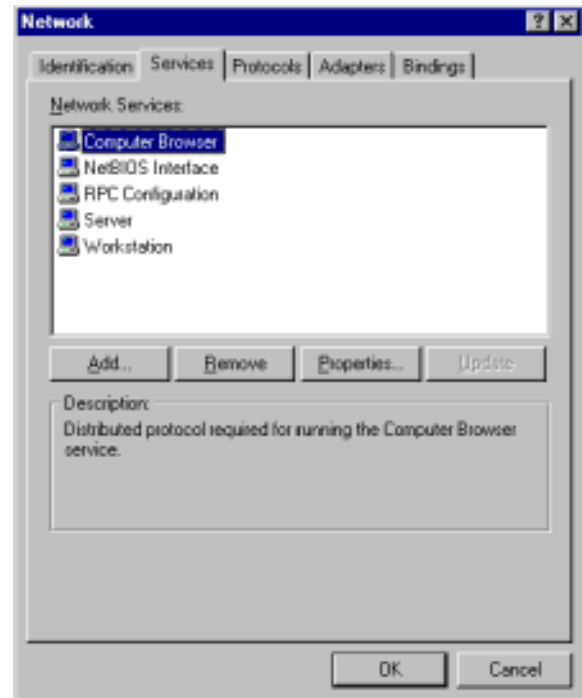 Network
Identification Services Protocols Adapters Bindings
Network Services:
Computer Browser
NetBIOS Interface
RPC Configuration
Server
Workstation
Add... Remove Properties... Update
Description:
Distributed protocol required for running the Computer Browser
service.
OK Cancel